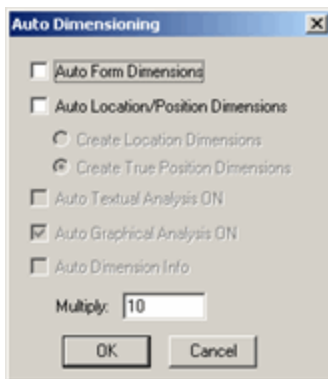 Auto Dimensioning
Auto Form Dimensions
Auto Location/Position Dimensions
Create Location Dimensions
Create True Position Dimensions
Auto Textual Analysis ON
Auto Graphical Analysis ON
Auto Dimension Info
Multiply: 10
OK Cancel